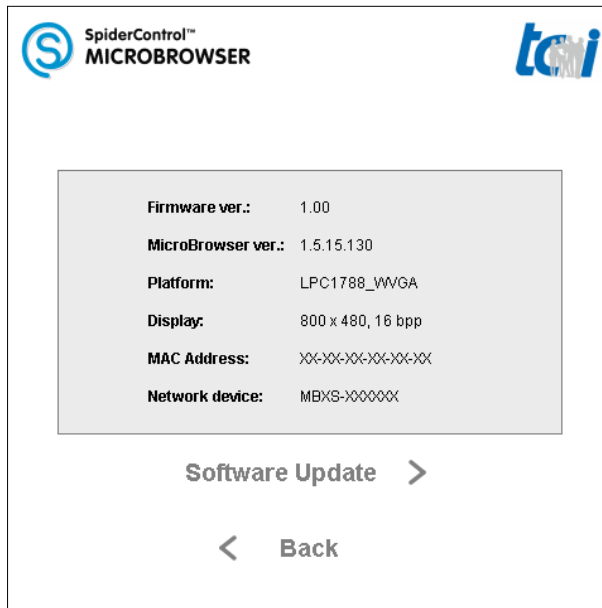 SpiderControl™
MICROBROWSER
tci
Firmware ver.: 1.00
MicroBrowser ver.: 1.5.15.130
Platform: LPC1788_WVGA
Display: 800 x 480, 16 bpp
MAC Address: XX-XX-XX-XX-XX-XX
Network device: MBXS-XXXXXX
Software Update >
< Back